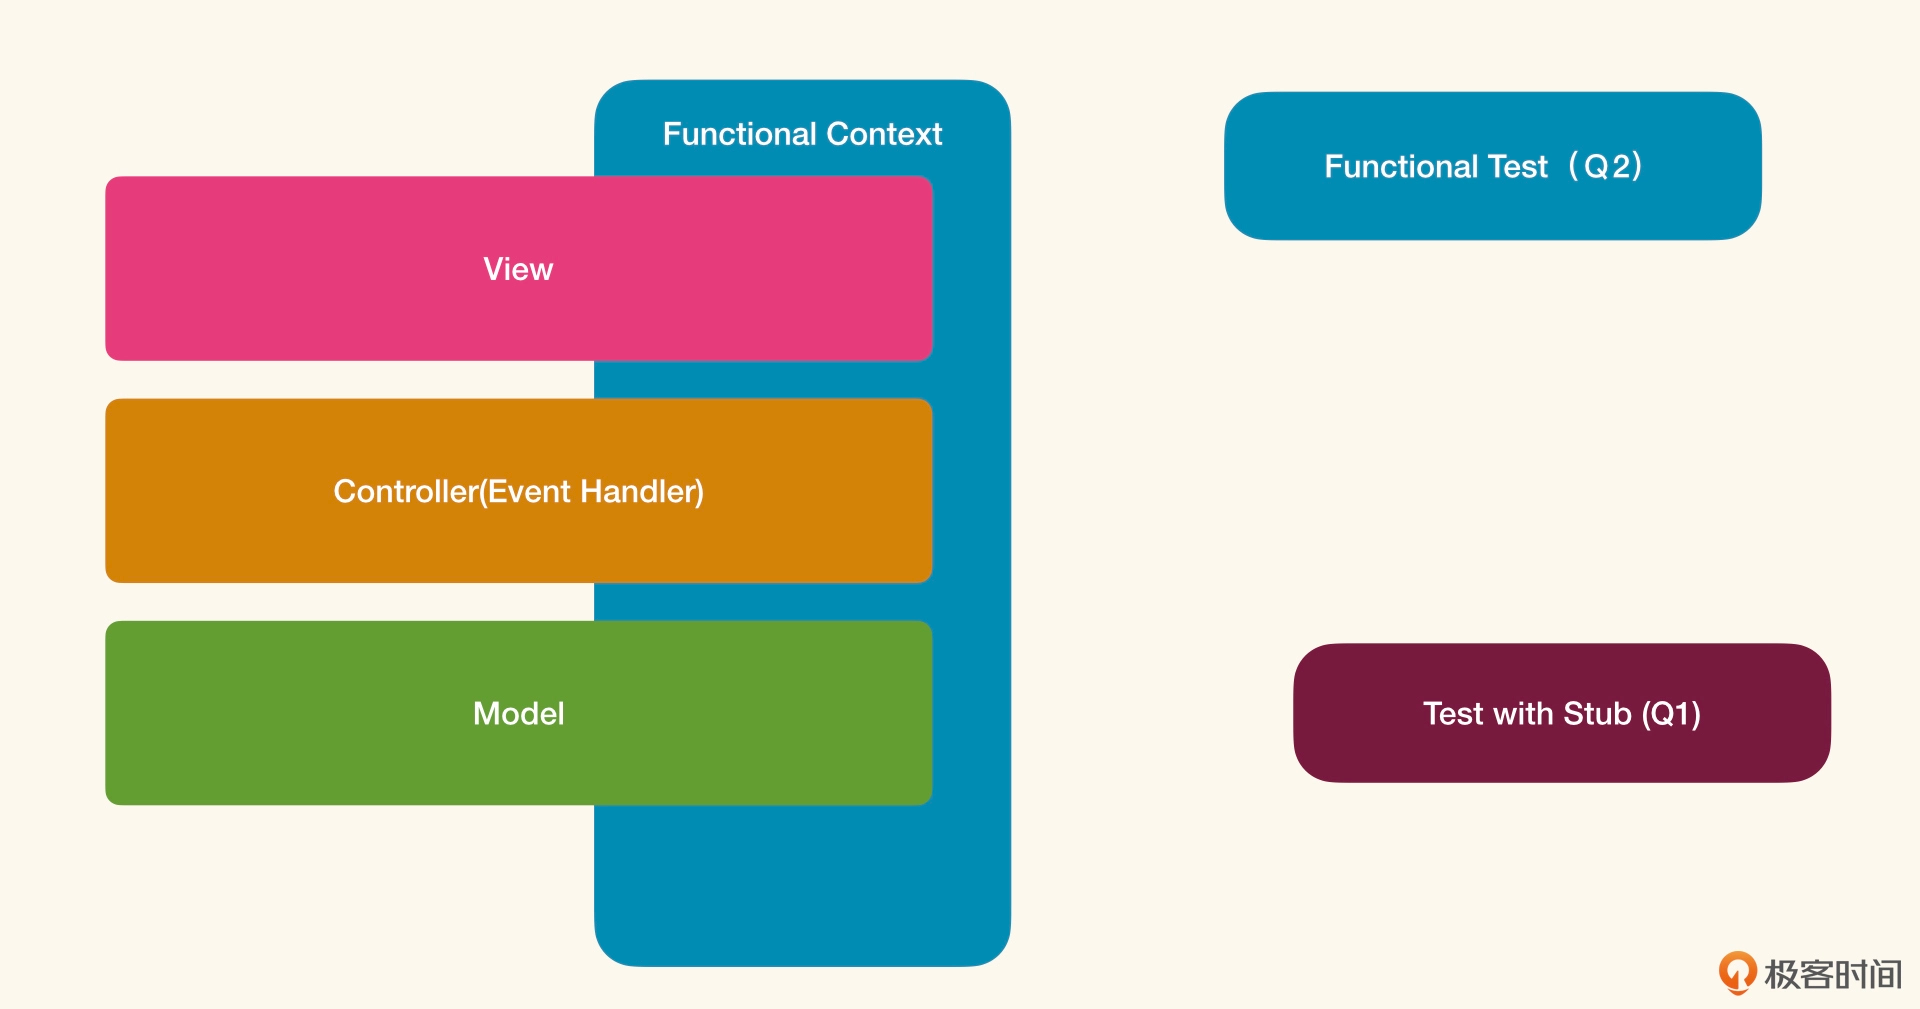 Functional Context
Functional Test（Q2）
View
Controller(Event Handler)
Model
Test with Stub (Q1)
极客时间